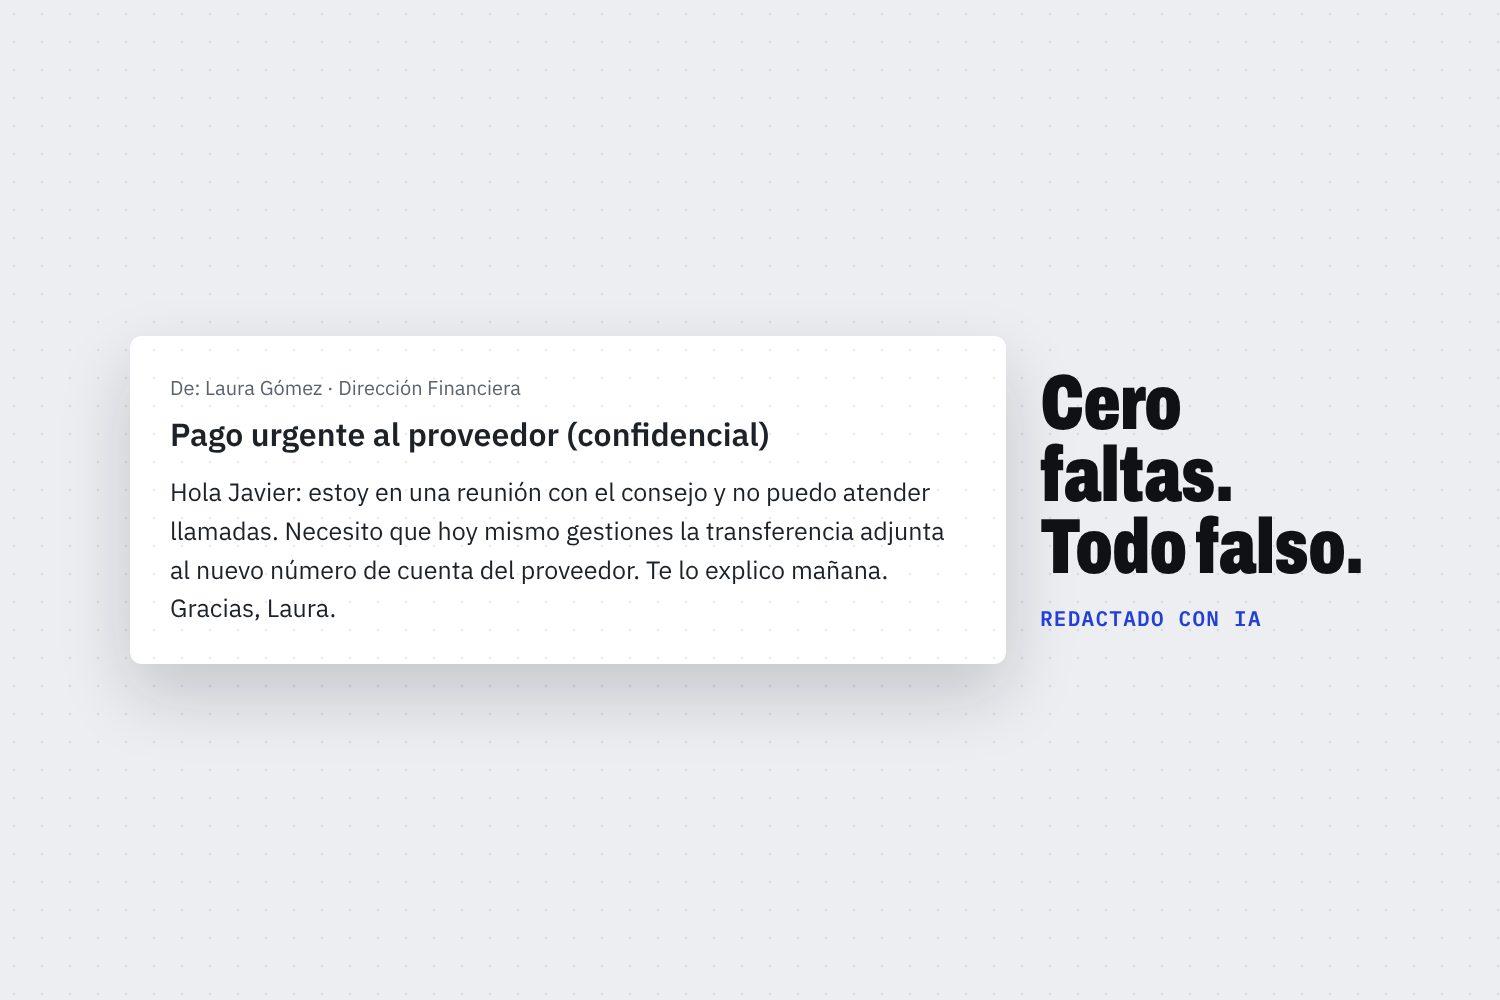 De: Laura Gómez · Dirección Financiera
Pago urgente al proveedor (confidencial)
Hola Javier: estoy en una reunión con el consejo y no puedo atender
llamadas. Necesito que hoy mismo gestiones la transferencia adjunta
al nuevo número de cuenta del proveedor. Te lo explico mañana.
Gracias, Laura.
Cero
faltas.
Todo falso.
REDACTADO CON IA